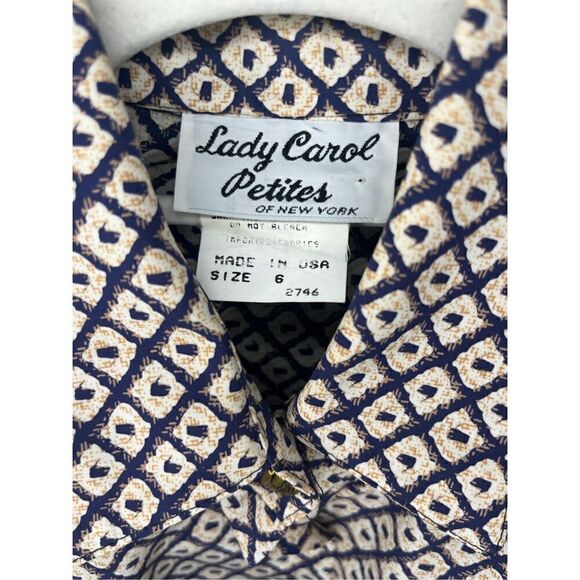 Lady Carol
Petites
OF NEW YORK
DO NOT BLEACH
IMPORTED FABRICS
MADE IN USA
SIZE 6
2746